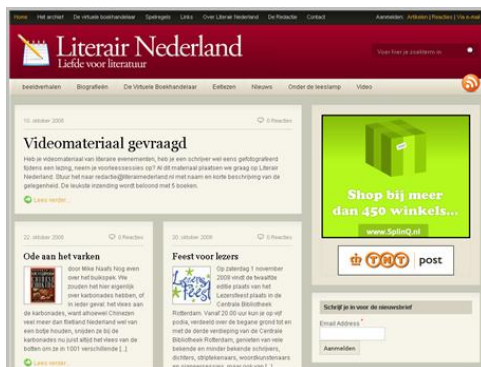 Home Het archief De virtuele boekhandelaar Spelregels Links Over Literair Nederland De Redactie Contact
Aanmelden: Artikelen | Reacties | Via e-mail
Literair Nederland
Liefde voor literatuur
Voer hier je zoekterm in
beeldverhalen Biografieën De Virtuele Boekhandelaar Eetlezen Nieuws Onder de leeslamp Video
oktober 2008 0 Reacties
Videomateriaal gevraagd
Heb je videomateriaal van literaire evenementen, heb je een schrijver wel eens gefotografeerd
tijdens een lezing, neem je voorleessessies op? Al dit materiaal plaatsen we graag op Literair
Nederland. Stuur het naar redactie@literairnederland.nl met naam en korte beschrijving van de
gelegenheid. De leukste inzending wordt beloond met 5 boeken.
Lees verder...
22. oktober 2008 0 Reacties
Ode aan het varken
door Mike Naafs Nog even
over het buikspek. We
zouden het hier eigenlijk
over karbonades hebben, of
in ieder geval: het vlees aan
de karbonades, want alhoewel Chinezen
veel meer dan Nederland van
een botje houden, snijden ze bij de
karbonades nu juist altijd het vlees van de
botten om ze in 1001 verschillende [...]
Lees verder...
20. oktober 2008 0 Reacties
Feest voor lezers
Lezersfeest
Op zaterdag 1 november
2008 vindt de twaalfde
editie plaats van het
Lezersfeest plaats in de
Centrale Bibliotheek
Rotterdam. Vanaf 20.00 uur kun je op vijf
podia, verdeeld over de begane grond tot en
met de derde verdieping van de Centrale
Bibliotheek Rotterdam, genieten van vele
bekende en minder bekende schrijvers,
dichters, striptekenaars, woordkunstenaars
Shop bij meer
dan 450 winkels...
www.SplinQ.nl
TNT post
Schrijf je in voor de nieuwsbrief
Email Address *
Aanmelden